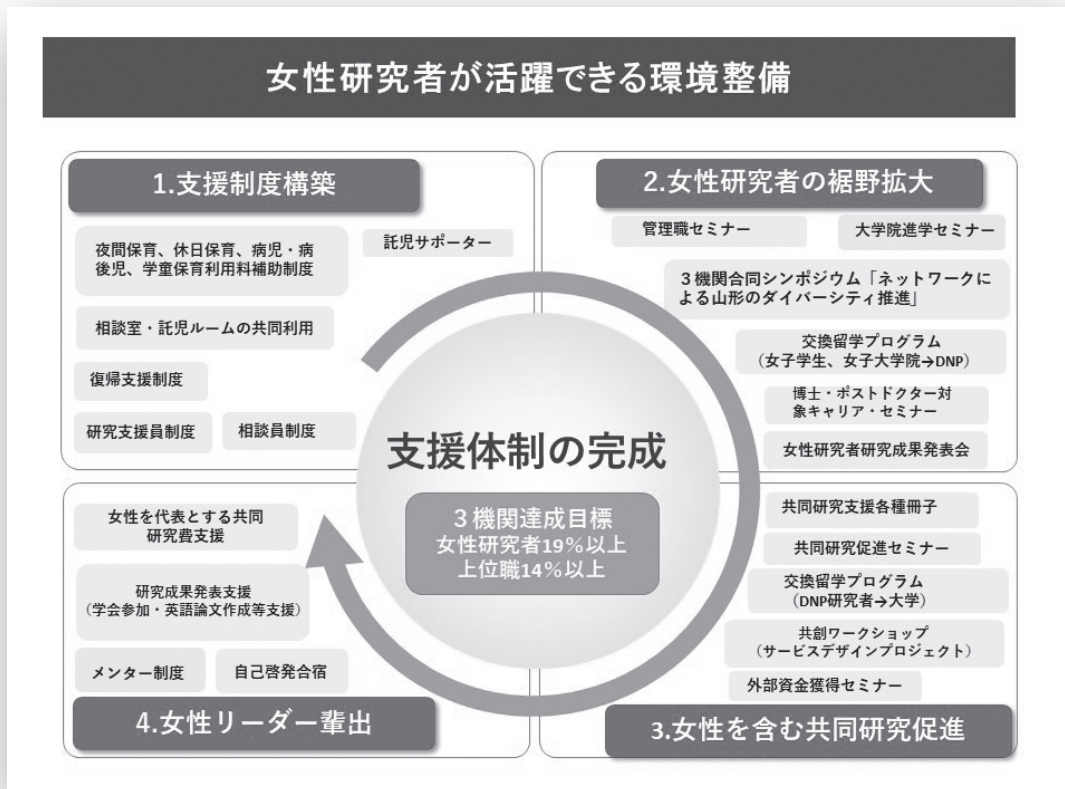 女性研究者が活躍できる環境整備
1.支援制度構築
夜間保育、休日保育、病児・病
後児、学童保育利用料補助制度
託児サポーター
相談室・託児ルームの共同利用
復帰支援制度
研究支援員制度
相談員制度
2.女性研究者の裾野拡大
管理職セミナー
大学院進学セミナー
３機関合同シンポジウム「ネットワークに
よる山形のダイバーシティ推進」
交換留学プログラム
（女子学生、女子大学院→DNP）
博士・ポストドクター対
象キャリア・セミナー
女性研究者研究成果発表会
支援体制の完成
３機関達成目標
女性研究者19％以上
上位職14％以上
共同研究支援各種冊子
共同研究促進セミナー
交換留学プログラム
（DNP研究者→大学）
共創ワークショップ
（サービスデザインプロジェクト）
外部資金獲得セミナー
3.女性を含む共同研究促進
女性を代表とする共同
研究費支援
研究成果発表支援
（学会参加・英語論文作成等支援）
メンター制度
自己啓発合宿
4.女性リーダー輩出